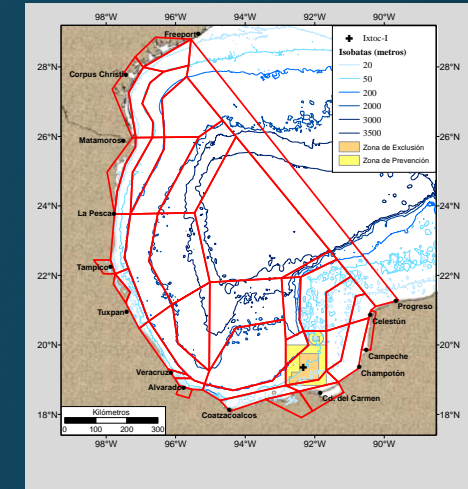 98°W 96°W 94°W 92°W 90°W
Freeport
Ixtoc-I
Isobatas (metros)
20
50
200
2000
3000
3500
Zona de Exclusión
Zona de Prevención
28°N 28°N
Corpus Christi
26°N 26°N
Matamoros
24°N 24°N
La Pesca
22°N 22°N
Tampico
Tuxpan
Progreso
Celestún
20°N 20°N
Campeche
Champotón
Veracruz
Alvarado
Cd. del Carmen
Coatzacoalcos
18°N 18°N
Kilómetros
0 100 200 300
98°W 96°W 94°W 92°W 90°W